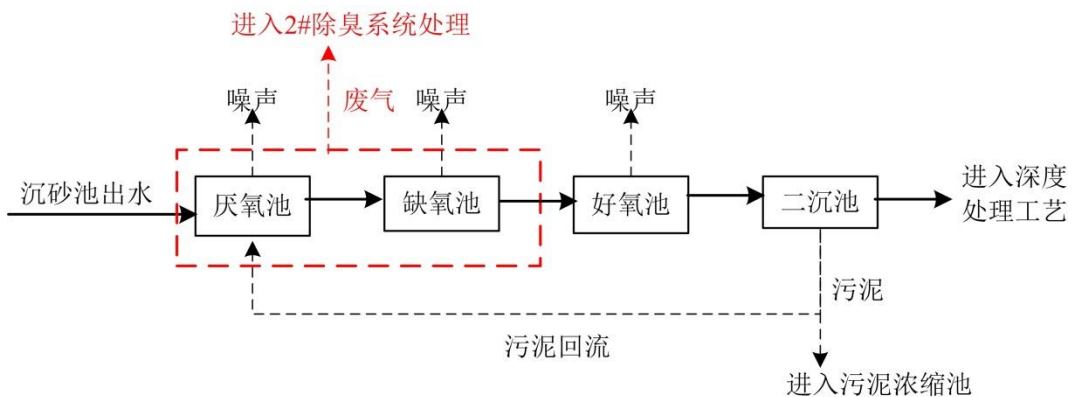 进入2#除臭系统处理
噪声
废气
噪声
噪声
沉砂池出水
厌氧池
缺氧池
好氧池
二沉池
进入深度
处理工艺
污泥
污泥回流
进入污泥浓缩池